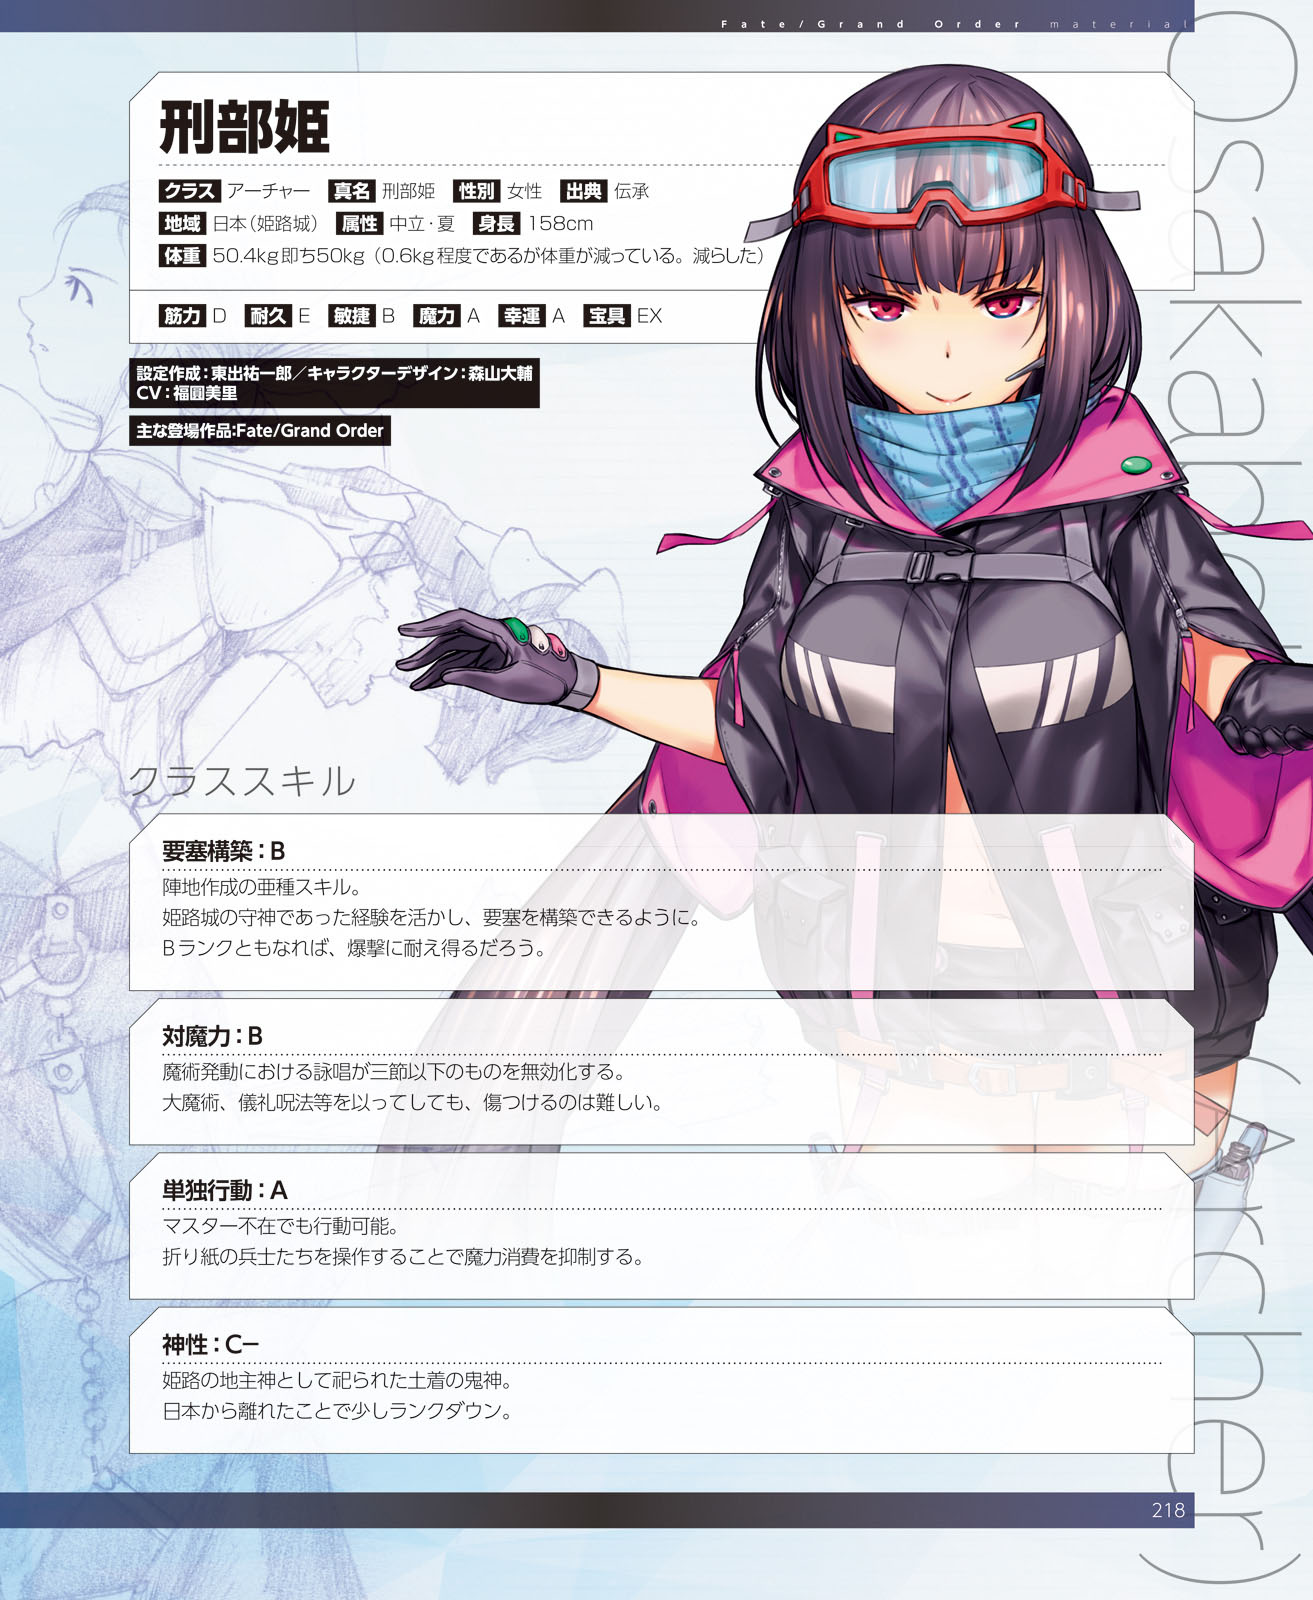 Fate/Grand Order material
刑部姫
クラス アーチャー 真名 刑部姫 性別 女性 出典 伝承
地域 日本（姫路城） 属性 中立・夏 身長 158cm
体重 50.4kg即ち50kg（0.6kg程度であるが体重が減っている。減らした）
筋力 D 耐久 E 敏捷 B 魔力 A 幸運 A 宝具 EX
設定作成：東出祐一郎／キャラクターデザイン：森山大輔
CV：福圓美里
主な登場作品:Fate/Grand Order
クラススキル
要塞構築：B
陣地作成の亜種スキル。
姫路城の守神であった経験を活かし、要塞を構築できるように。
Bランクともなれば、爆撃に耐え得るだろう。
対魔力：B
魔術発動における詠唱が三節以下のものを無効化する。
大魔術、儀礼呪法等を以ってしても、傷つけるのは難しい。
単独行動：A
マスター不在でも行動可能。
折り紙の兵士たちを操作することで魔力消費を抑制する。
神性：C−
姫路の地主神として祀られた土着の鬼神。
日本から離れたことで少しランクダウン。
218
(Archer)